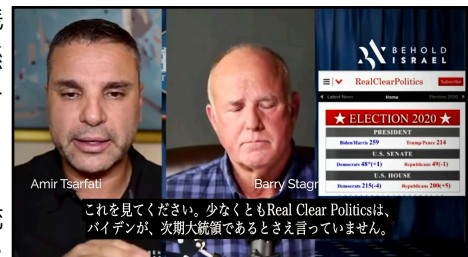 BEHOLD
ISRAEL
RealClearPolitics
Subscribe
Latest News Home Election 2020
★ ELECTION 2020 ★
PRESIDENT
Biden/Harris 259 Trump/Pence 214
U.S. SENATE
Democrats 48*(+1) Republicans 49(-1)
U.S. HOUSE
Democrats 215(-4) Republicans 200(+5)
Amir Tsarfati
Barry Stagn
これを見てください。少なくともReal Clear Politicsは、
バイデンが、次期大統領であるとさえ言っていません。